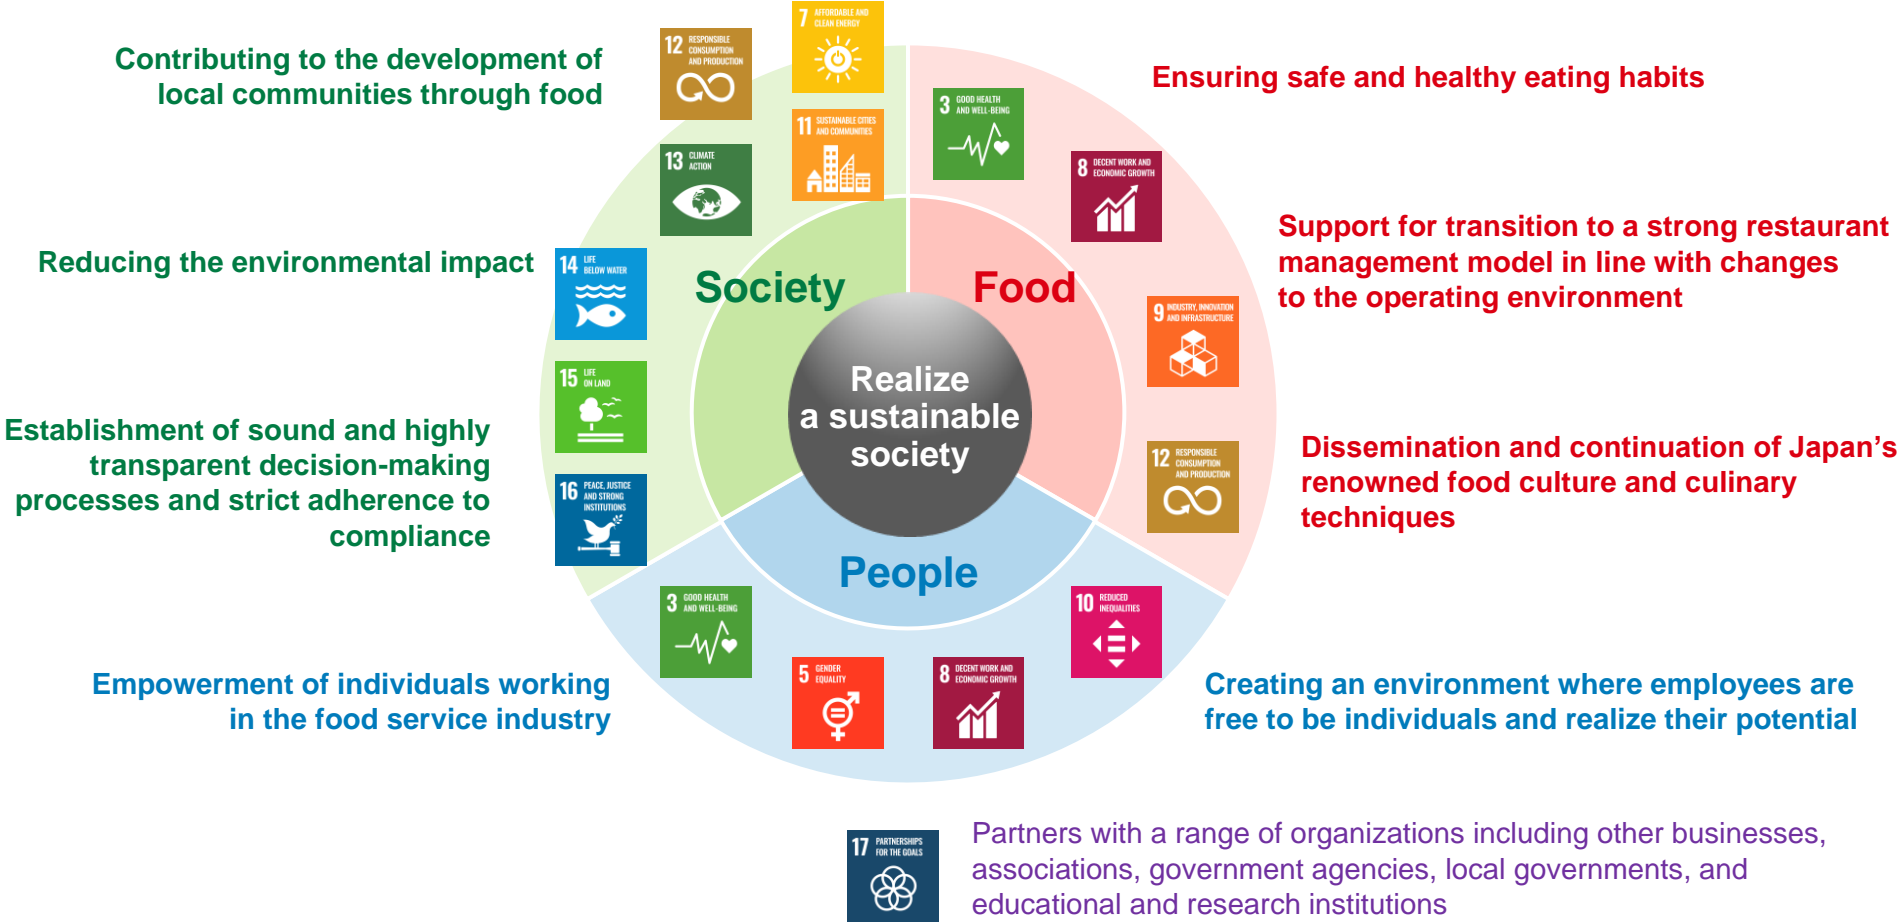 Contributing to the development of
local communities through food
Reducing the environmental impact
Establishment of sound and highly
transparent decision-making
processes and strict adherence to
compliance
12 RESPONSIBLE
CONSUMPTION
AND PRODUCTION
7 AFFORDABLE AND
CLEAN ENERGY
11 SUSTAINABLE CITIES
AND COMMUNITIES
13 CLIMATE
ACTION
14 LIFE
BELOW WATER
15 LIFE
ON LAND
16 PEACE, JUSTICE
AND STRONG
INSTITUTIONS
Society
Food
People
Realize
a sustainable
society
3 GOOD HEALTH
AND WELL-BEING
8 DECENT WORK AND
ECONOMIC GROWTH
9 INDUSTRY, INNOVATION
AND INFRASTRUCTURE
12 RESPONSIBLE
CONSUMPTION
AND PRODUCTION
Ensuring safe and healthy eating habits
Support for transition to a strong restaurant
management model in line with changes
to the operating environment
Dissemination and continuation of Japan’s
renowned food culture and culinary
techniques
Empowerment of individuals working
in the food service industry
3 GOOD HEALTH
AND WELL-BEING
5 GENDER
EQUALITY
8 DECENT WORK AND
ECONOMIC GROWTH
10 REDUCED
INEQUALITIES
Creating an environment where employees are
free to be individuals and realize their potential
17 PARTNERSHIPS
FOR THE GOALS
Partners with a range of organizations including other businesses,
associations, government agencies, local governments, and
educational and research institutions